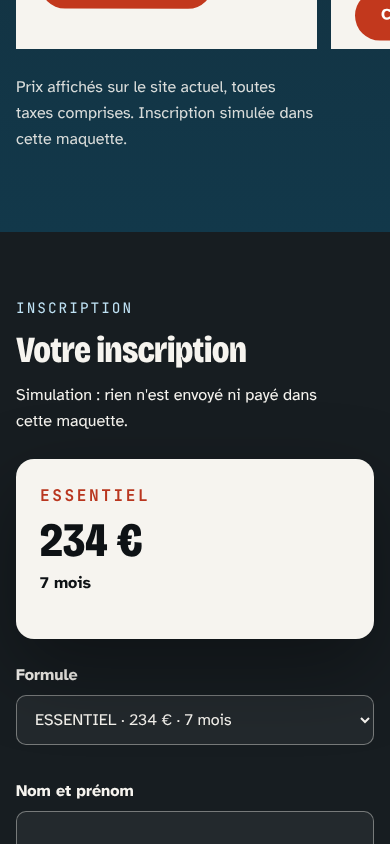 Prix affichés sur le site actuel, toutes
taxes comprises. Inscription simulée dans
cette maquette.
INSCRIPTION
Votre inscription
Simulation : rien n'est envoyé ni payé dans
cette maquette.
ESSENTIEL
234 €
7 mois
Formule
ESSENTIEL · 234 € · 7 mois
Nom et prénom